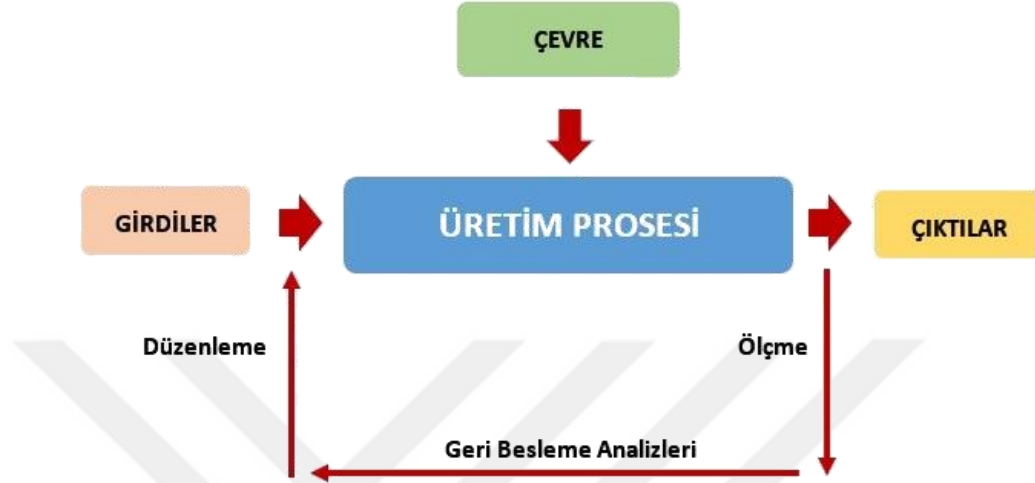 ÇEVRE
GİRDİLER
ÜRETİM PROSESİ
ÇIKTILAR
Düzenleme
Ölçme
Geri Besleme Analizleri